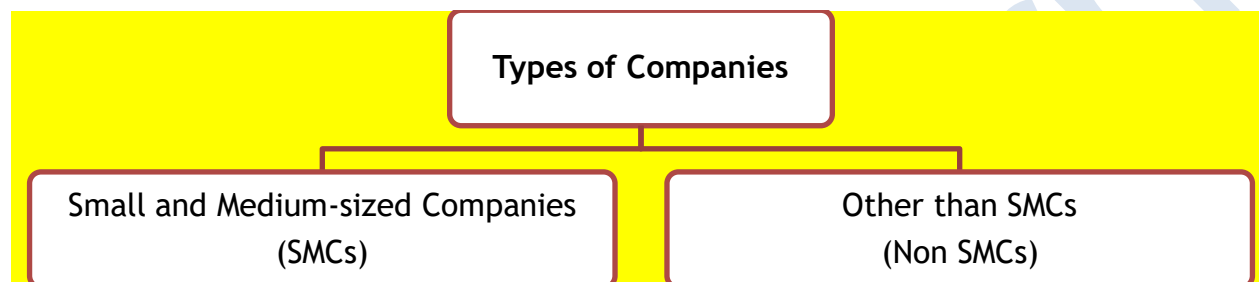 Types of Companies
Small and Medium-sized Companies
(SMCs)
Other than SMCs
(Non SMCs)